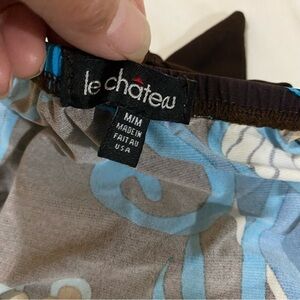 le château
M/M
MADE IN
FAIT AU
USA